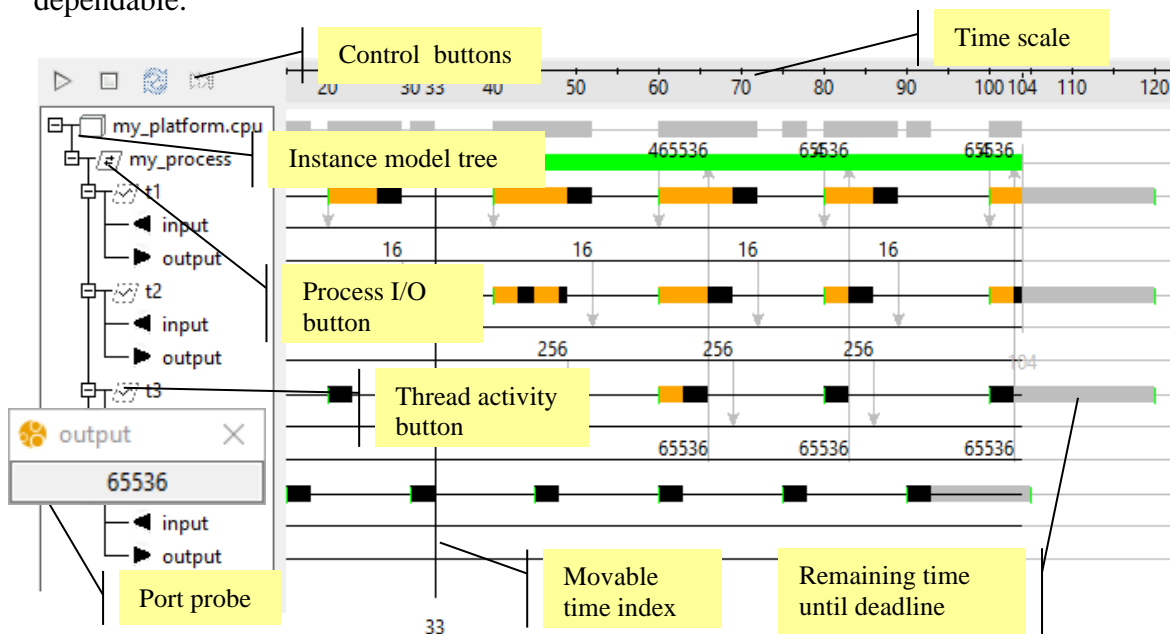 dependable.
Control buttons
Time scale
20 30 33 40 50 60 70 80 90 100 104 110 120
my_platform.cpu
Instance model tree
my_process
465536 65536 65536
t1
input
output
16 16 16 16
t2
Process I/O
button
input
output
256 256 256
104
t3
Thread activity
button
output
65536
65536 65536 65536
input
output
Port probe
Movable
time index
Remaining time
until deadline
33